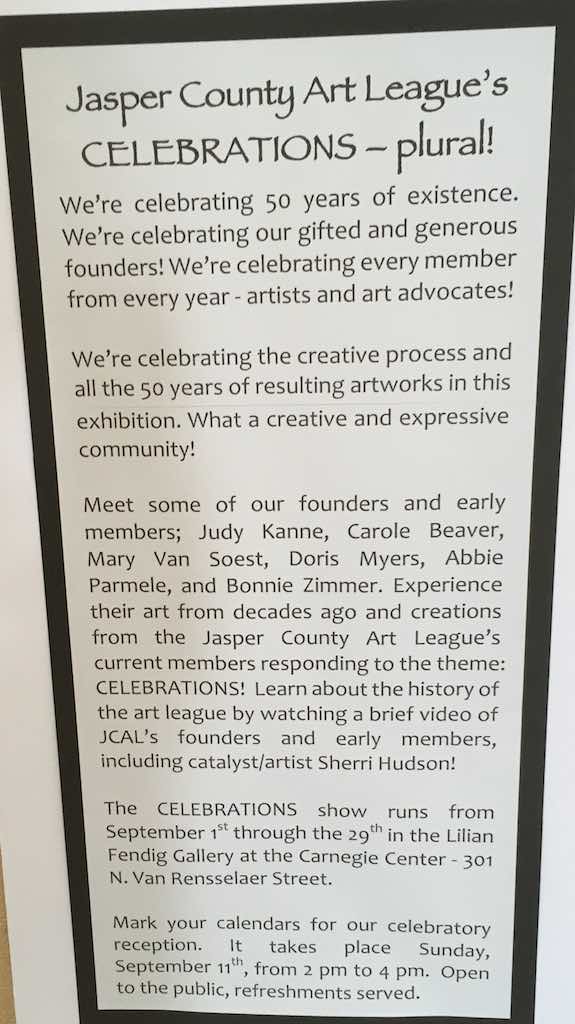 Jasper County Art League's
CELEBRATIONS – plural!
We're celebrating 50 years of existence.
We're celebrating our gifted and generous
founders! We're celebrating every member
from every year - artists and art advocates!
We're celebrating the creative process and
all the 50 years of resulting artworks in this
exhibition. What a creative and expressive
community!
Meet some of our founders and early
members; Judy Kanne, Carole Beaver,
Mary Van Soest, Doris Myers, Abbie
Parmele, and Bonnie Zimmer. Experience
their art from decades ago and creations
from the Jasper County Art League's
current members responding to the theme:
CELEBRATIONS! Learn about the history of
the art league by watching a brief video of
JCAL's founders and early members,
including catalyst/artist Sherri Hudson!
The CELEBRATIONS show runs from
September 1st through the 29th in the Lilian
Fendig Gallery at the Carnegie Center - 301
N. Van Rensselaer Street.
Mark your calendars for our celebratory
reception. It takes place Sunday,
September 11th, from 2 pm to 4 pm. Open
to the public, refreshments served.